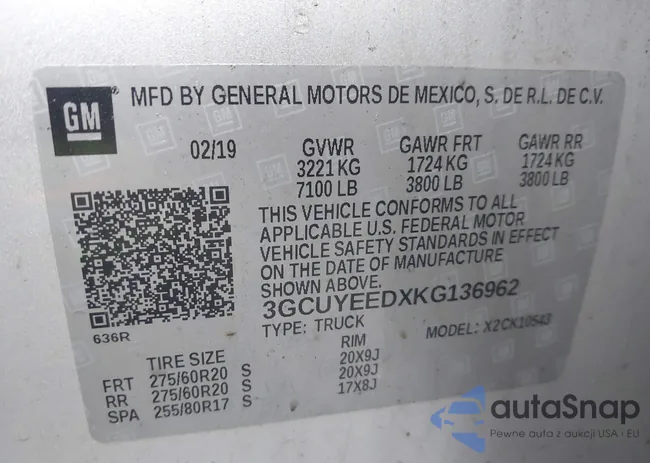 GM
MFD BY GENERAL MOTORS DE MEXICO, S. DE R.L. DE C.V.
02/19 GVWR GAWR FRT GAWR RR
3221 KG 1724 KG 1724 KG
7100 LB 3800 LB 3800 LB
THIS VEHICLE CONFORMS TO ALL
APPLICABLE U.S. FEDERAL MOTOR
VEHICLE SAFETY STANDARDS IN EFFECT
ON THE DATE OF MANUFACTURE
SHOWN ABOVE.
3GCUYEEDXKG136962
636R TYPE: TRUCK MODEL: X2CK10543
TIRE SIZE RIM
FRT 275/60R20 S 20X9J
RR 275/60R20 S 20X9J
SPA 255/80R17 S 17X8J
autaSnap
Pewne auta z aukcji USA i EU